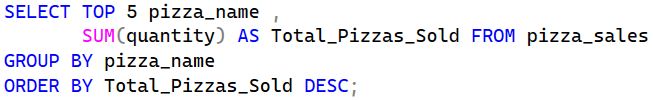 SELECT TOP 5 pizza_name ,
       SUM(quantity) AS Total_Pizzas_Sold FROM pizza_sales
GROUP BY pizza_name
ORDER BY Total_Pizzas_Sold DESC;